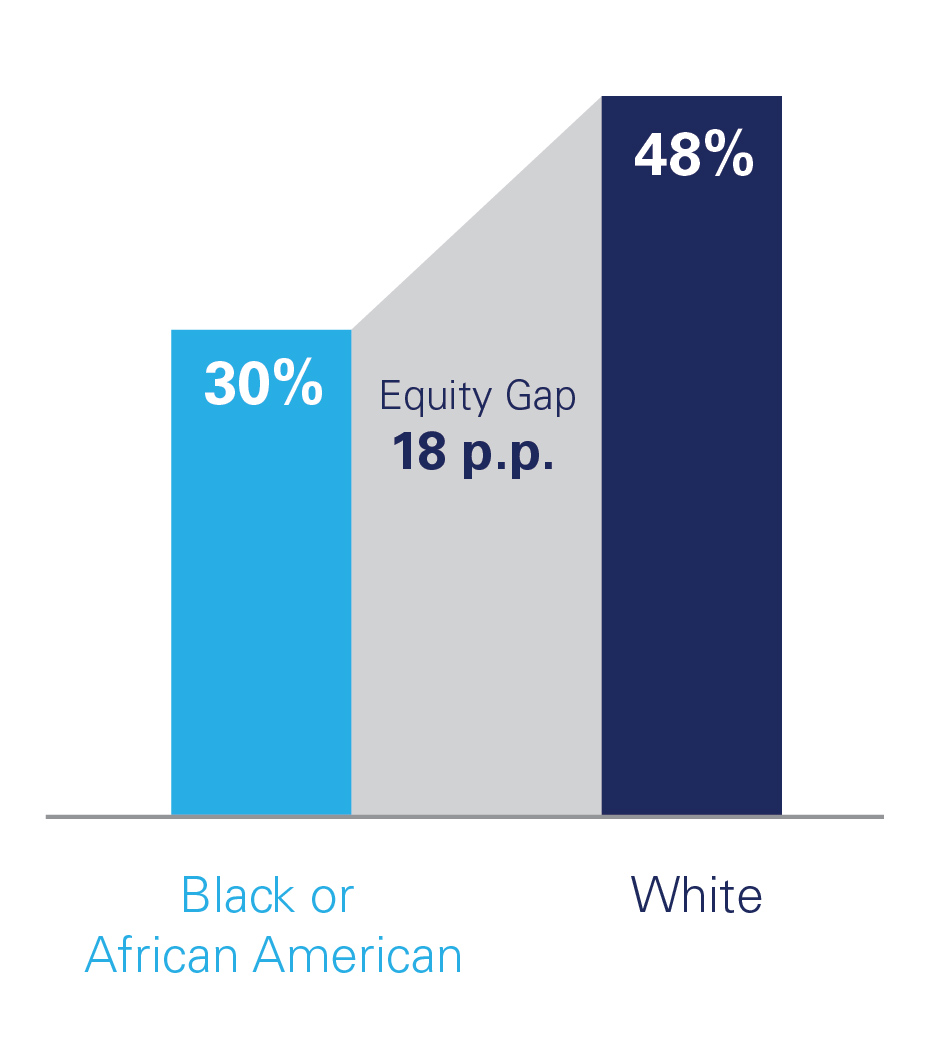 48%
30%
Equity Gap
18 p.p.
Black or
African American
White